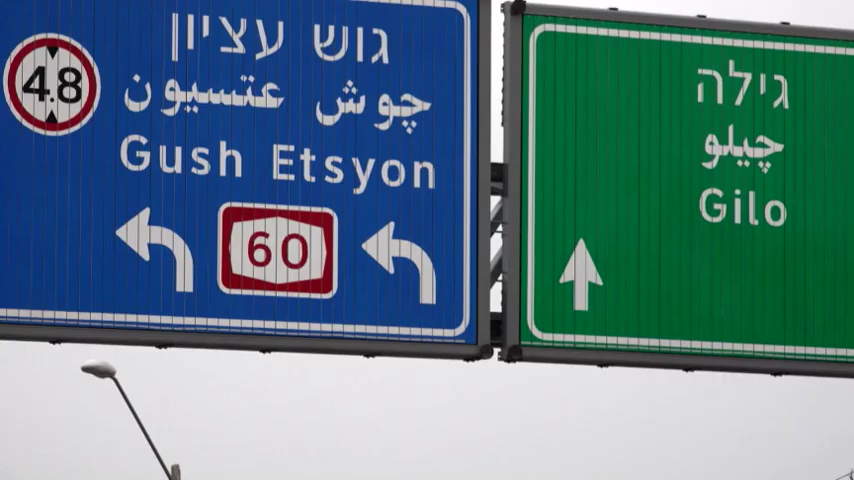 4.8
גוש עציון
چوش عتسيون
Gush Etsyon
60
גילה
چيلو
Gilo